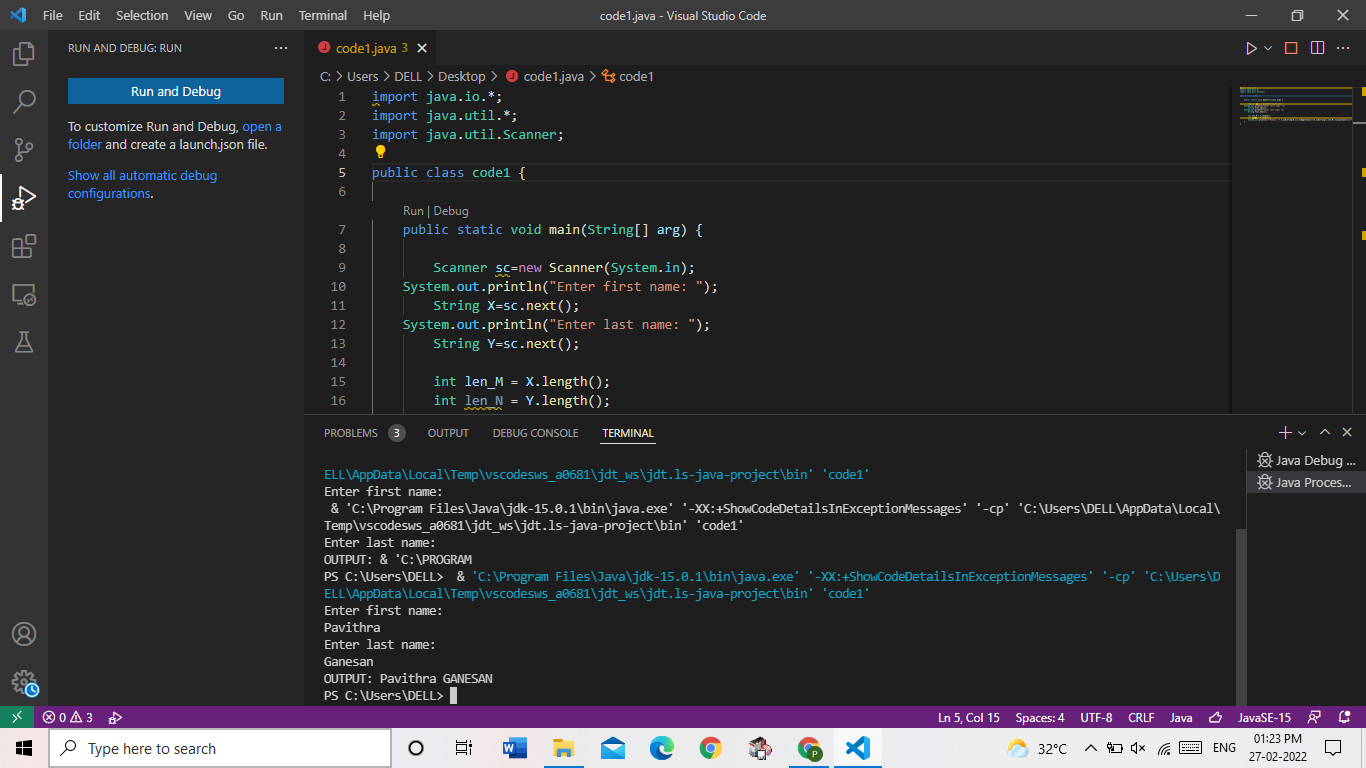 File Edit Selection View Go Run Terminal Help
code1.java - Visual Studio Code
RUN AND DEBUG: RUN
Run and Debug
To customize Run and Debug, open a
folder and create a launch.json file.
Show all automatic debug
configurations.
code1.java 3
C: > Users > DELL > Desktop > code1.java > code1
1 import java.io.*;
2 import java.util.*;
3 import java.util.Scanner;
4
5 public class code1 {
6
Run | Debug
7 public static void main(String[] arg) {
8
9 Scanner sc=new Scanner(System.in);
10 System.out.println("Enter first name: ");
11 String X=sc.next();
12 System.out.println("Enter last name: ");
13 String Y=sc.next();
14
15 int len_M = X.length();
16 int len_N = Y.length();
PROBLEMS 3 OUTPUT DEBUG CONSOLE TERMINAL
ELL\AppData\Local\Temp\vscodesws_a0681\jdt_ws\jdt.ls-java-project\bin' 'code1'
Enter first name:
& 'C:\Program Files\Java\jdk-15.0.1\bin\java.exe' '-XX:+ShowCodeDetailsInExceptionMessages' '-cp' 'C:\Users\DELL\AppData\Local\
Temp\vscodesws_a0681\jdt_ws\jdt.ls-java-project\bin' 'code1'
Enter last name:
OUTPUT: & 'C:\PROGRAM
PS C:\Users\DELL>  & 'C:\Program Files\Java\jdk-15.0.1\bin\java.exe' '-XX:+ShowCodeDetailsInExceptionMessages' '-cp' 'C:\Users\D
ELL\AppData\Local\Temp\vscodesws_a0681\jdt_ws\jdt.ls-java-project\bin' 'code1'
Enter first name:
Pavithra
Enter last name:
Ganesan
OUTPUT: Pavithra GANESAN
PS C:\Users\DELL>
Java Debug ...
Java Proces...
0 3
Ln 5, Col 15 Spaces: 4 UTF-8 CRLF Java JavaSE-15
Type here to search
32°C
ENG
01:23 PM
27-02-2022